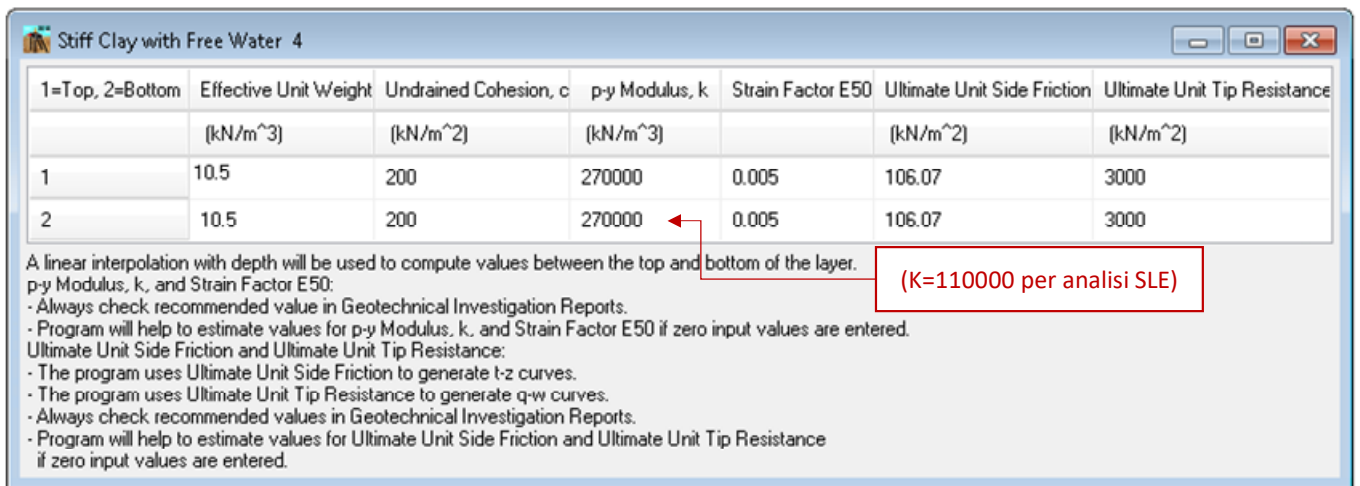 Stiff Clay with Free Water 4
1=Top, 2=Bottom Effective Unit Weight Undrained Cohesion, c p-y Modulus, k Strain Factor E50 Ultimate Unit Side Friction Ultimate Unit Tip Resistance
(kN/m^3) (kN/m^2) (kN/m^3) (kN/m^2) (kN/m^2)
1 10.5 200 270000 0.005 106.07 3000
2 10.5 200 270000 0.005 106.07 3000
(K=110000 per analisi SLE)
A linear interpolation with depth will be used to compute values between the top and bottom of the layer.
p-y Modulus, k, and Strain Factor E50:
- Always check recommended value in Geotechnical Investigation Reports.
- Program will help to estimate values for p-y Modulus, k, and Strain Factor E50 if zero input values are entered.
Ultimate Unit Side Friction and Ultimate Unit Tip Resistance:
- The program uses Ultimate Unit Side Friction to generate t-z curves.
- The program uses Ultimate Unit Tip Resistance to generate q-w curves.
- Always check recommended values in Geotechnical Investigation Reports.
- Program will help to estimate values for Ultimate Unit Side Friction and Ultimate Unit Tip Resistance
if zero input values are entered.